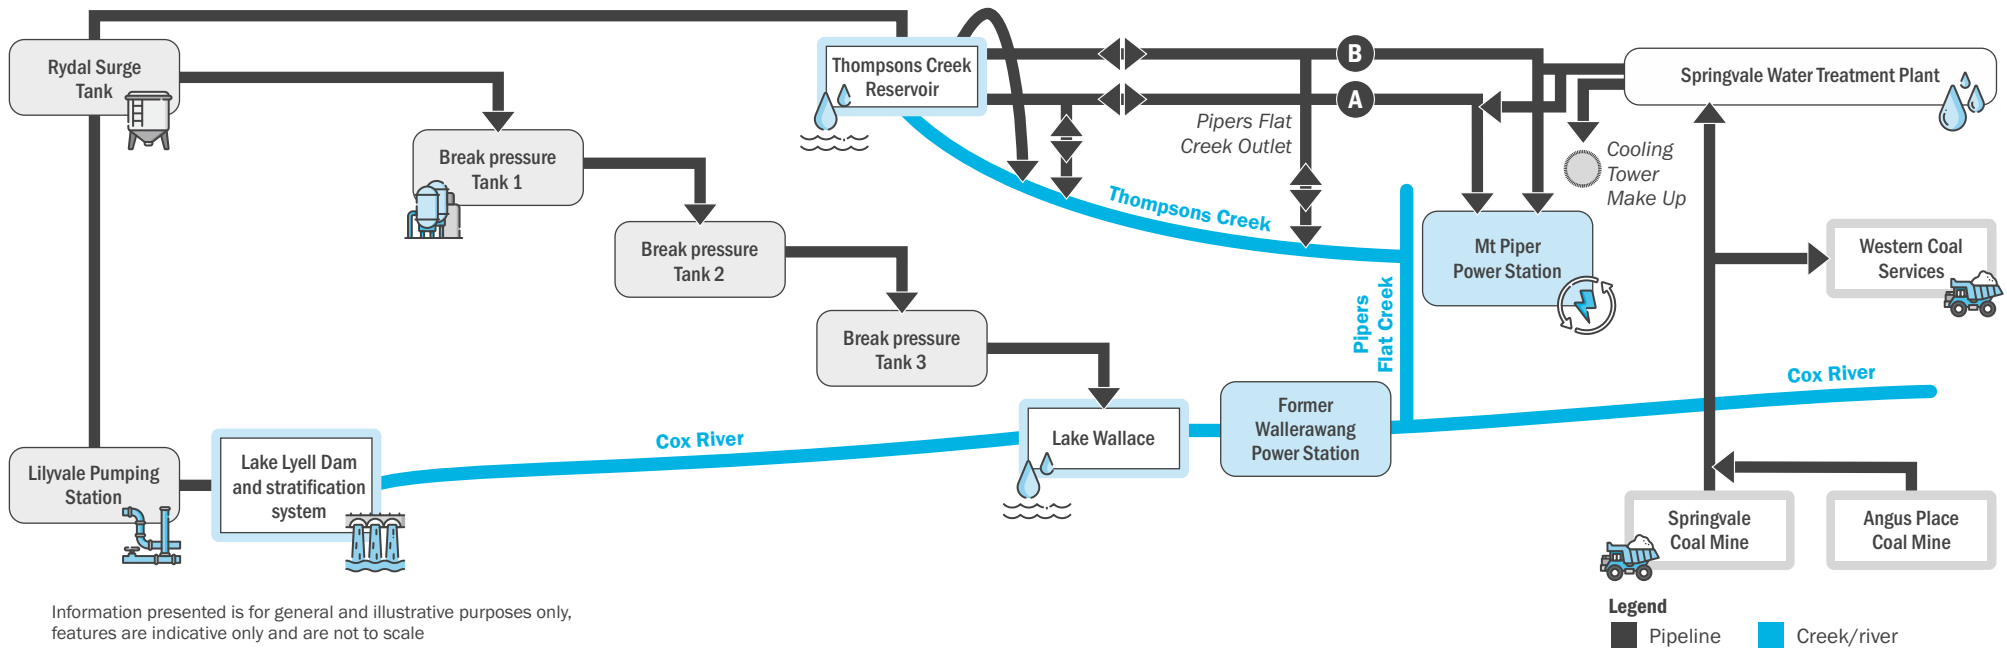 Rydal Surge
Tank
Thompsons Creek
Reservoir
B
A
Springvale Water Treatment Plant
Pipers Flat
Creek Outlet
Cooling
Tower
Make Up
Break pressure
Tank 1
Thompsons Creek
Break pressure
Tank 2
Mt Piper
Power Station
Western Coal
Services
Pipers
Flat Creek
Break pressure
Tank 3
Cox River
Former
Wallerawang
Power Station
Lake Wallace
Cox River
Lilyvale Pumping
Station
Lake Lyell Dam
and stratification
system
Springvale
Coal Mine
Angus Place
Coal Mine
Information presented is for general and illustrative purposes only,
features are indicative only and are not to scale
Legend
Pipeline
Creek/river